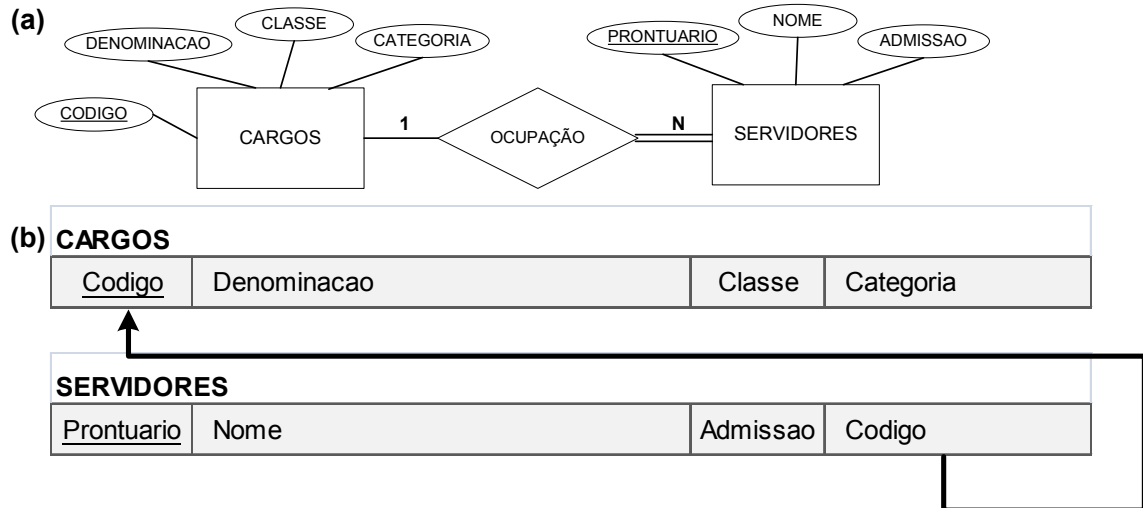 (a)
DENOMINACAO CLASSE CATEGORIA PRONTUARIO NOME ADMISSAO
CODIGO CARGOS 1 OCUPAÇÃO N SERVIDORES
(b) CARGOS
Codigo Denominacao Classe Categoria
SERVIDORES
Prontuario Nome Admissao Codigo